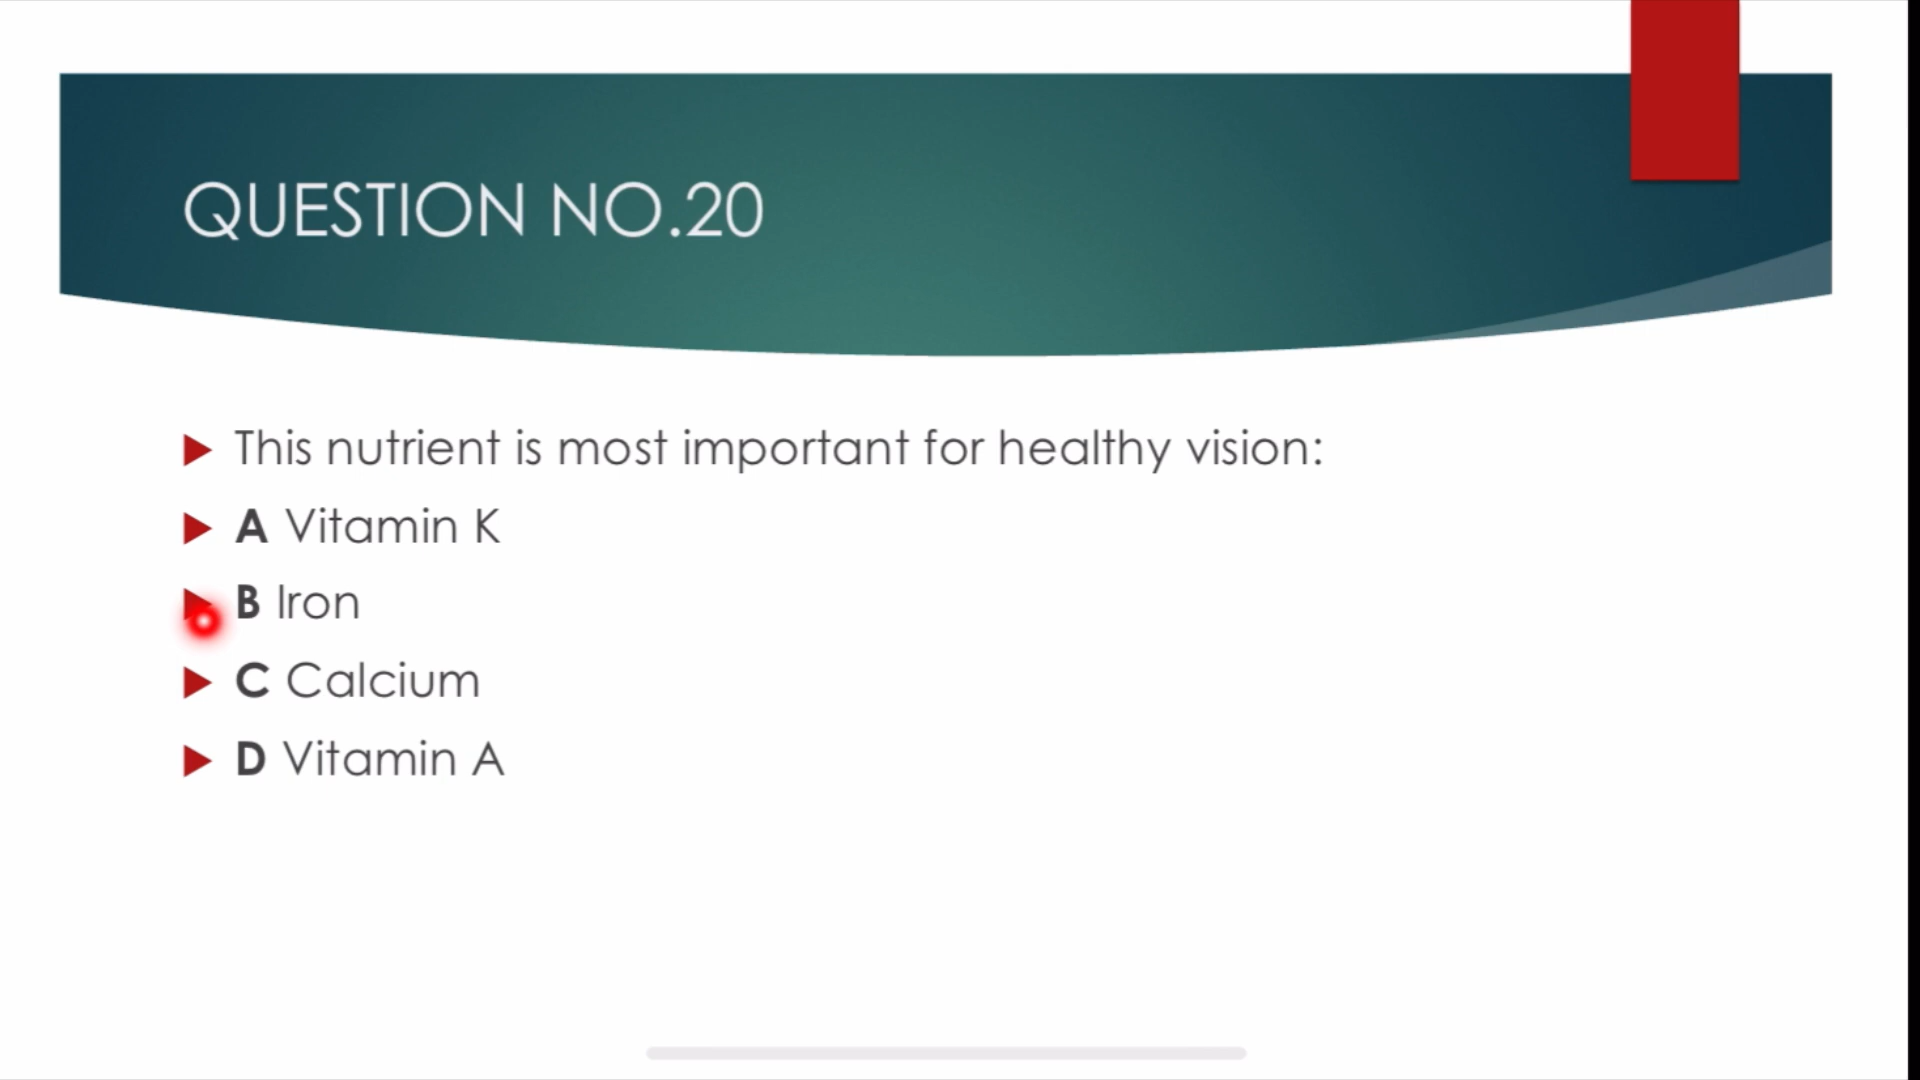 QUESTION NO.20
This nutrient is most important for healthy vision:
A Vitamin K
B Iron
C Calcium
D Vitamin A